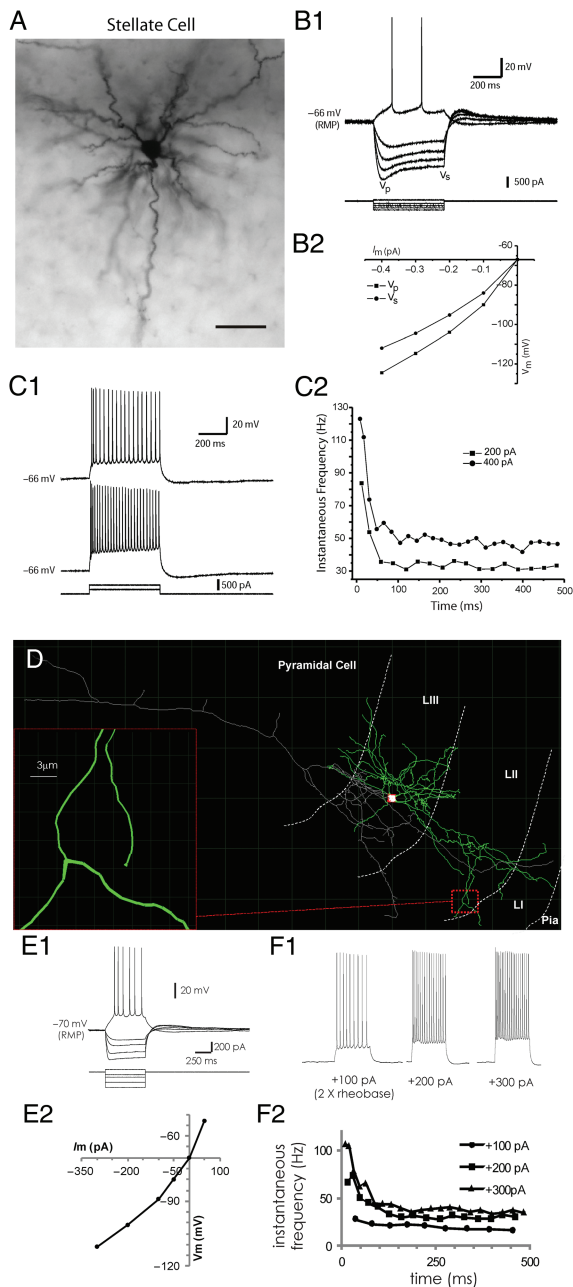 A
Stellate Cell
B1
20 mV
200 ms
−66 mV
(RMP)
Vp
Vs
500 pA
B2
Im (pA)
−0.4
−0.3
−0.2
−0.1
−60
−80
−100
−120
Vm (mV)
Vp
Vs
C1
20 mV
200 ms
−66 mV
−66 mV
500 pA
C2
Instantaneous Frequency (Hz)
130
110
90
70
50
30
200 pA
400 pA
0
100
200
300
400
500
Time (ms)
D
Pyramidal Cell
LIII
LII
LI
Pia
3μm
E1
20 mV
−70 mV
(RMP)
200 pA
250 ms
F1
+100 pA
(2 X rheobase)
+200 pA
+300 pA
E2
Im (pA)
−350
−200
−50
100
−60
−90
−120
Vm (mV)
F2
instantaneous
frequency (Hz)
100
50
0
+100 pA
+200 pA
+300pA
0
500
time (ms)